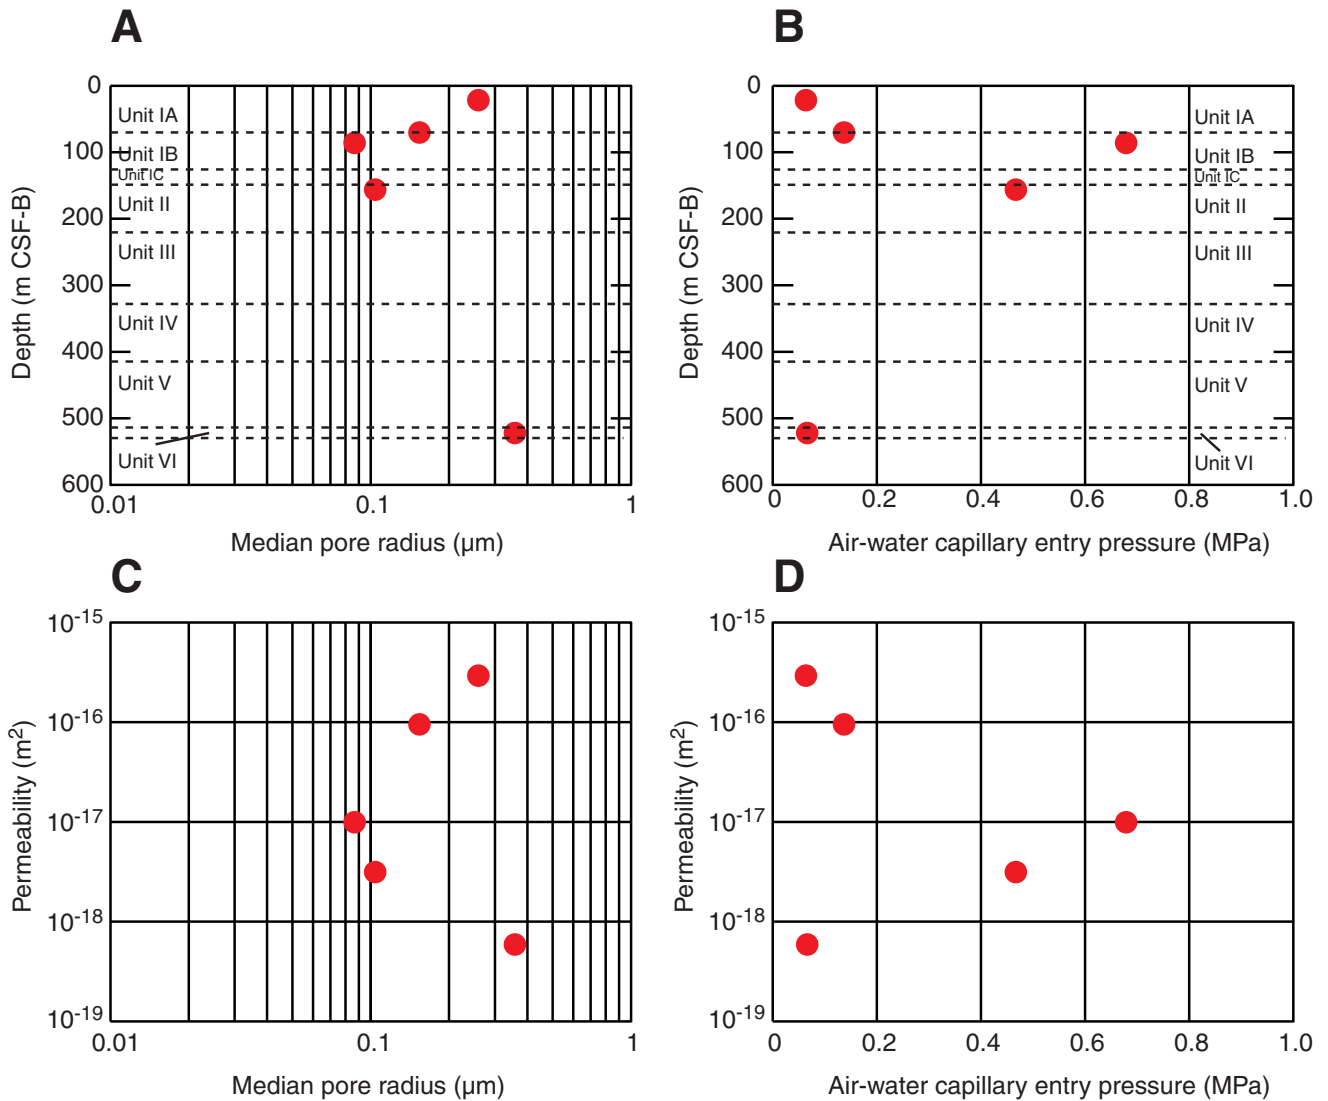 A
0
100
200
300
400
500
600
Depth (m CSF-B)
Unit IA
Unit IB
Unit IC
Unit II
Unit III
Unit IV
Unit V
Unit VI
0.01 0.1 1
Median pore radius (µm)
B
0
100
200
300
400
500
600
Depth (m CSF-B)
Unit IA
Unit IB
Unit IC
Unit II
Unit III
Unit IV
Unit V
Unit VI
0 0.2 0.4 0.6 0.8 1.0
Air-water capillary entry pressure (MPa)
C
10-15
10-16
10-17
10-18
10-19
Permeability (m2)
0.01 0.1 1
Median pore radius (µm)
D
10-15
10-16
10-17
10-18
10-19
Permeability (m2)
0 0.2 0.4 0.6 0.8 1.0
Air-water capillary entry pressure (MPa)